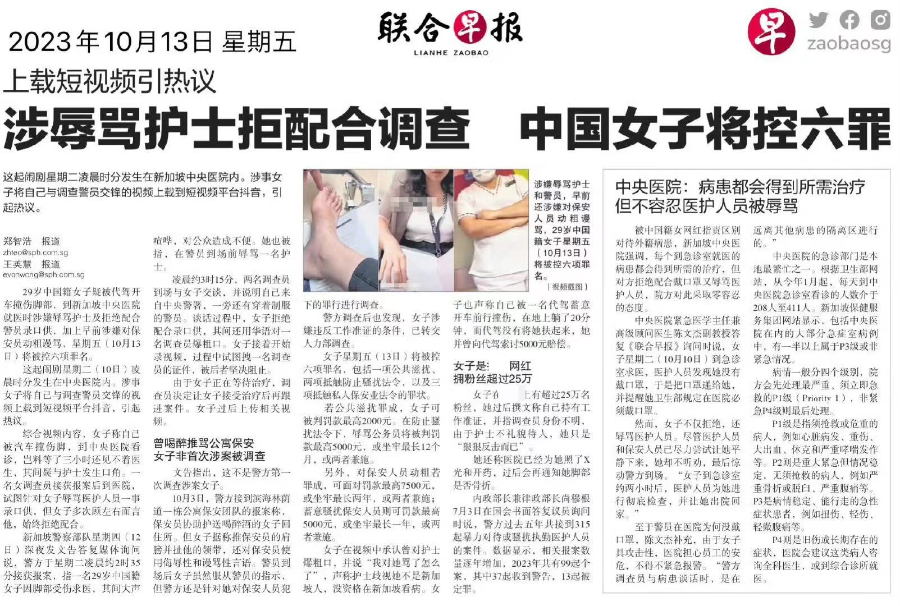 2023年10月13日 星期五
联合早报
LIANHE ZAOBAO
早
zaobaosg
上载短视频引热议
涉辱骂护士拒配合调查 中国女子将控六罪
这起闹剧星期二凌晨时分发生在新加坡中央医院内。涉事女
子将自己与调查警员交锋的视频上载到短视频平台抖音，引
起热议。
郑智浩 报道
zhteo@sph.com.sg
王英慧 报道
evonwong@sph.com.sg
29岁中国籍女子疑被代驾开
车撞伤脚部，到新加坡中央医院
就医时涉嫌辱骂护士及拒绝配合
警员录口供，加上早前涉嫌对保
安员动粗谩骂，星期五（10月13
日）将被控六项罪名。
这起闹剧星期二（10日）凌
晨时分发生在中央医院。涉事女
子将自己与调查警员交锋的视
频上载到短视频平台抖音，引起
热议。
综合视频内容，女子称自己
被汽车撞伤脚，到中央医院看
诊，岂料等了三小时还见不着医
生，其间疑与护士发生口角。一
名女调查员接获报案后到医院，
试图针对女子辱骂医护人员一事
录口供，但女子多次顾左右而言
他，始终拒绝配合。
新加坡警察部队星期四（12
日）深夜发文告答复媒体询问
说，警方于星期二凌晨约2时35
分接获报案，指一名29岁中国籍
女子因脚部受伤求医，其间大声
喧哗，对公众造成不便。她也被
指，在警员到场前辱骂一名护
士。
凌晨约3时15分，两名调查员
到场与女子交谈，并说明自己来
自中央警署，一旁还有穿着制服
的警员。谈话过程中，女子拒绝
配合录口供，其间还用华语对一
名调查员爆粗口。女子接着开始
录视频，过程中试图拽一名调查员
的证件，被后者坚决阻止。
由于女子正在等待治疗，调
查员决定让女子接受治疗后再跟
进案件。女子过后上传相关视
频。
曾喝醉推骂公寓保安
女子非首次涉案被调查
文告指出，这不是警方第一
次调查涉案女子。
10月3日，警方接到滨海林荫
道一栋公寓保安团队的报案称，
保安员协助护送喝醉酒的女子回
住所。但女子据称推保安员的肩
膀并扯他的领带，还对保安员使
用侮辱性和谩骂性言语。警员到
场后女子虽然服从警员的指示，
但警方还是针对她对保安人员犯
涉嫌辱骂护士
和警员，早前
还涉嫌对保安
人员动粗谩
骂，29岁中国
籍女子星期五
（10月13日）
将被控六项罪
名。
（视频截图）
下的罪行进行调查。
警方调查后也发现，女子涉
嫌违反工作准证的条件，已转交
人力部调查。
女子星期五（13日）将被控
六项罪名，包括一项公共滋扰、
两项抵触防止骚扰法令，以及三
项抵触私人保安业法令的罪状。
若公共滋扰罪成，女子可
被判罚款最高2000元。在防止骚
扰法令下，辱骂公务员将被判罚
款最高5000元，或坐牢最长12个
月，或两者兼施。
另外，对保安人员动粗若
罪成，可面对罚款最高7500元，
或坐牢最长三年，或两者兼施；
蓄意骚扰保安人员则可罚款最高
5000元，或坐牢最长一年，或两
者兼施。
女子在视频中承认曾对护士
爆粗口，并说“我对她骂了怎么
了”，声称护士歧视她不是新加坡
人，没资格在新加坡看病。女
子也声称自己被一名代驾蓄意
开车前行撞伤，在地上躺了20分
钟，而代驾没有将她扶起来，她
并曾向代驾索讨5000元赔偿。
女子是 网红
拥粉丝超过25万
女子在 上有超过25万名
粉丝，她过后撰文称自己持有工
作准证，并指调查员身份不明，
由于护士不礼貌待人，她只是
“狠狠反击而已”。
她还称医院已经为她照了X
光和开药，过后会再通知她脚部
是否骨折。
内政部长兼律政部长尚穆根
7月3日在国会书面答复议员询问
时说，警方过去五年共接到315
起暴力对待或骚扰执勤医护人员
的案件。数据显示，相关报案数
量逐年增加，2023年共有99起个
案，其中37起收到警告，13起被
定罪。
中央医院：病患都会得到所需治疗
但不容忍医护人员被辱骂
被中国籍女网红指责区别
对待外籍病患，新加坡中央医
院强调，每个到急诊室就医的
病患都会得到所需的治疗，但
对方拒绝配合戴口罩又辱骂医
护人员，院方对此采取零容忍
的态度。
中央医院紧急医学主任兼
高级顾问医生陈文杰副教授答
复《联合早报》询问时说，女
子星期二（10月10日）到急诊
室求医，医护人员发现她没有
戴口罩，于是把口罩递给她，
并提醒她卫生部规定在医院必
须戴口罩。
然而，女子不仅拒绝，还
辱骂医护人员。尽管医护人员
和保安人员已尽力尝试让她平
静下来，她却不听劝，最后惊
动警方到场。“女子到急诊室
约两小时后，医护人员为她进
行彻底检查，并让她出院回
家。”
至于警员在医院为何没戴
口罩，陈文杰补充，由于女子
具攻击性，医院担心员工的安
危，不得不紧急报警。“警方
调查员与病患谈话时，是在
远离其他病患的隔离区进行
的。”
中央医院的急诊部门是本
地最繁忙之一。根据卫生部网
站，从今年1月起，每天到中
央医院急诊室看诊的人数介于
208人至411人。新加坡保健服
务集团网站显示，包括中央医
院在内的大部分急症室病例
中，有一半以上属于P3级或非
紧急情况。
病情一般分四个级别，院
方会先处理最严重、须立即急
救的P1级（Priority 1），非紧
急P4级则最后处理。
P1级是指须抢救或危重的
病人，例如心脏病发、重伤、
大出血、休克和严重哮喘发作
等。P2则是重大紧急但情况稳
定，无须抢救的病人，例如严
重骨折或脱臼、严重腹痛等。
P3是病情稳定、能行走的急性
症状患者，例如扭伤、轻伤、
轻微腹痛等。
P4则是旧伤或长期存在的
症状，医院会建议这类病人咨
询全科医生，或到综合诊所就
医。